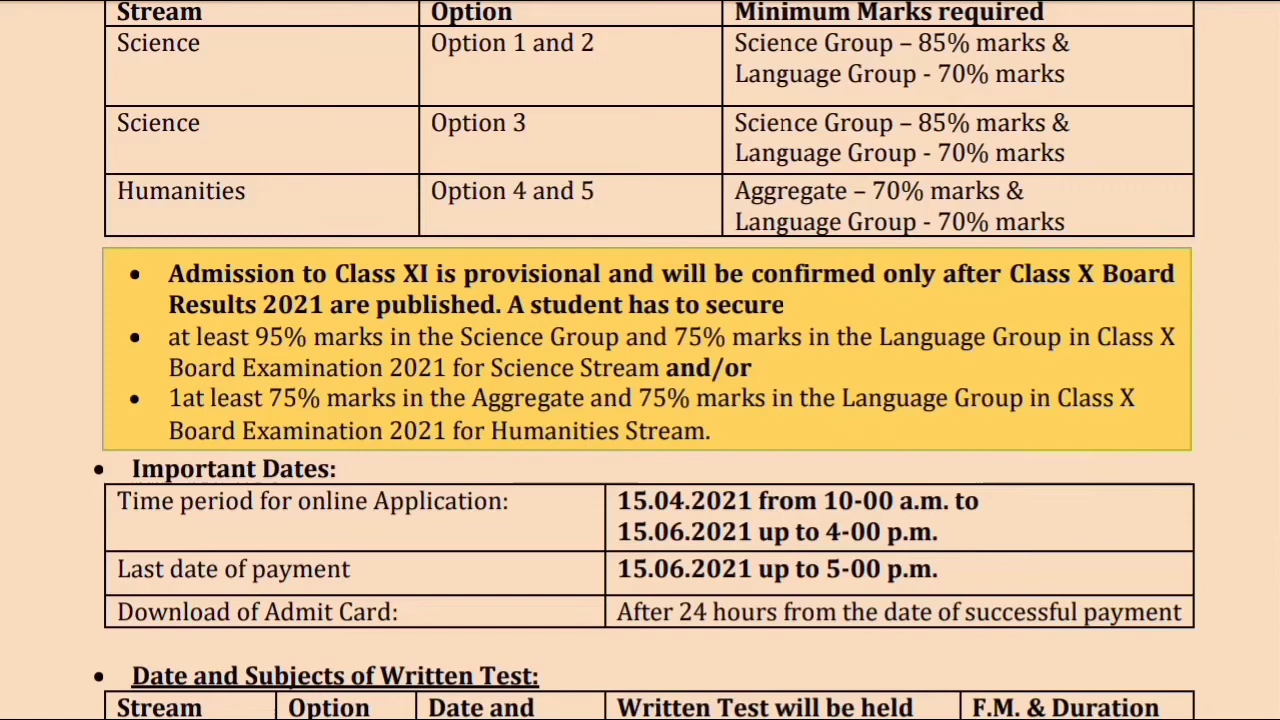 Stream Option Minimum Marks required
Science Option 1 and 2 Science Group – 85% marks &
Language Group - 70% marks
Science Option 3 Science Group – 85% marks &
Language Group - 70% marks
Humanities Option 4 and 5 Aggregate – 70% marks &
Language Group - 70% marks
• Admission to Class XI is provisional and will be confirmed only after Class X Board
Results 2021 are published. A student has to secure
• at least 95% marks in the Science Group and 75% marks in the Language Group in Class X
Board Examination 2021 for Science Stream and/or
• 1at least 75% marks in the Aggregate and 75% marks in the Language Group in Class X
Board Examination 2021 for Humanities Stream.
• Important Dates:
Time period for online Application: 15.04.2021 from 10-00 a.m. to
15.06.2021 up to 4-00 p.m.
Last date of payment 15.06.2021 up to 5-00 p.m.
Download of Admit Card: After 24 hours from the date of successful payment
• Date and Subjects of Written Test:
Stream Option Date and Written Test will be held F.M. & Duration